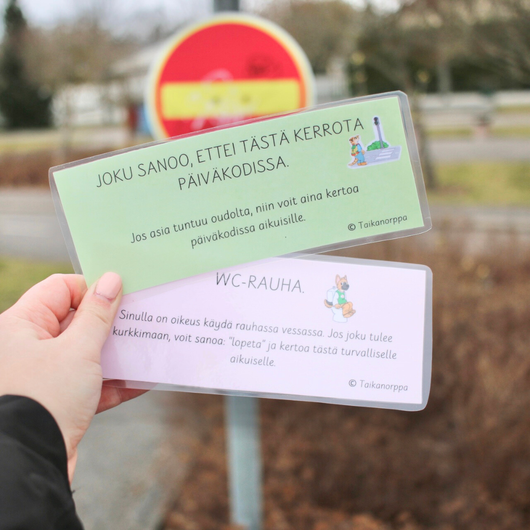 JOKU SANOO, ETTEI TÄSTÄ KERROTA
PÄIVÄKODISSA.
Jos asia tuntuu oudolta, niin voit aina kertoa
päiväkodissa aikuisille.
© Taikanorppa
WC-RAUHA.
Sinulla on oikeus käydä rauhassa vessassa. Jos joku tulee
kurkkimaan, voit sanoa: "lopeta" ja kertoa tästä turvalliselle
aikuiselle.
© Taikanorppa